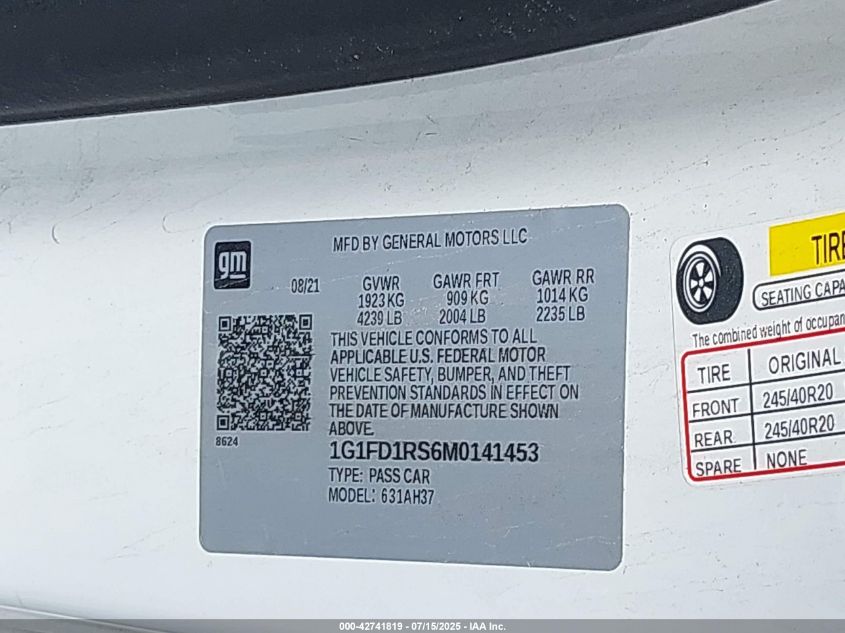 gm
MFD BY GENERAL MOTORS LLC
08/21
GVWR GAWR FRT GAWR RR
1923 KG 909 KG 1014 KG
4239 LB 2004 LB 2235 LB
THIS VEHICLE CONFORMS TO ALL
APPLICABLE U.S. FEDERAL MOTOR
VEHICLE SAFETY, BUMPER, AND THEFT
PREVENTION STANDARDS IN EFFECT ON
THE DATE OF MANUFACTURE SHOWN
ABOVE.
8624
1G1FD1RS6M0141453
TYPE: PASS CAR
MODEL: 631AH37
TIRE
SEATING CAPA
The combined weight of occupan
TIRE ORIGINAL
FRONT 245/40R20
REAR 245/40R20
SPARE NONE
000-42741819 - 07/15/2025 - IAA Inc.